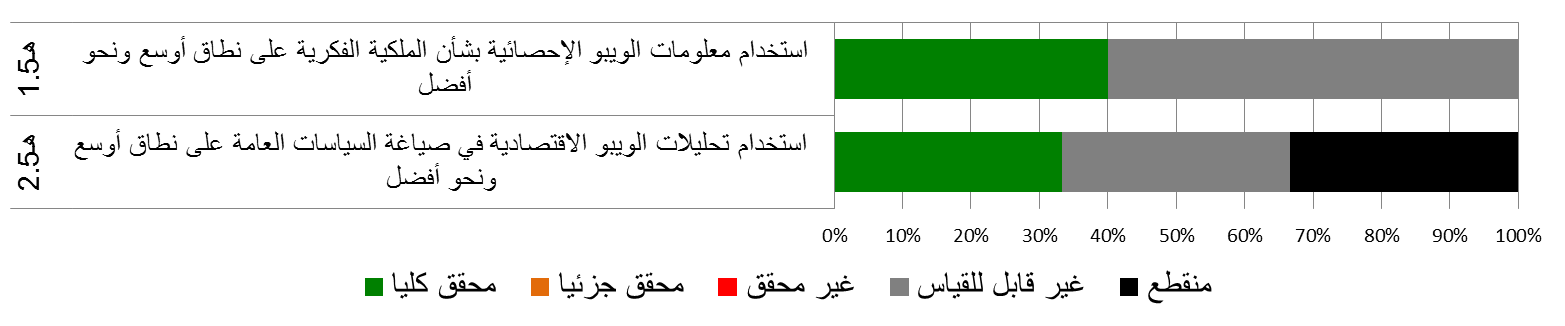 استخدام معلومات الويبو الإحصائية بشأن الملكية الفكرية على نطاق أوسع ونحو
أفضل
هـ1.5
استخدام تحليلات الويبو الاقتصادية في صياغة السياسات العامة على نطاق أوسع
ونحو أفضل
هـ2.5
0% 10% 20% 30% 40% 50% 60% 70% 80% 90% 100%
محقق كليا محقق جزئيا غير محقق غير قابل للقياس منقطع